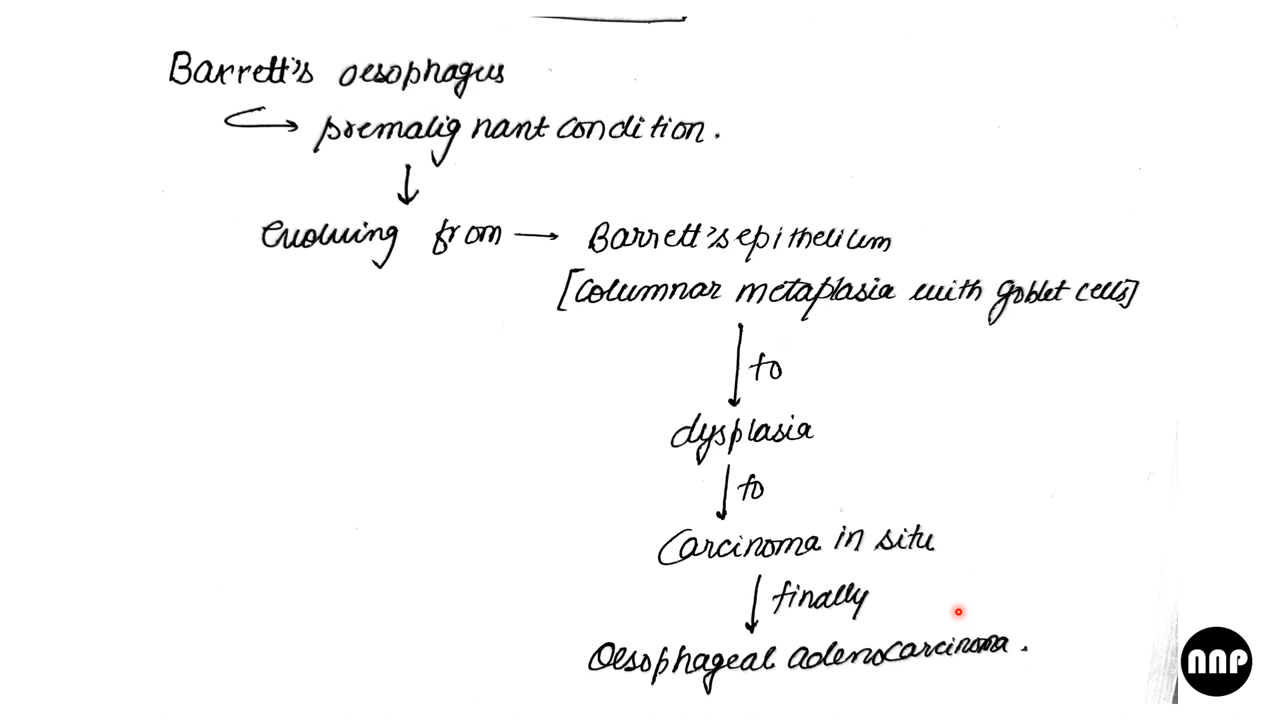 Barrett's oesophagus
↪ premalignant condition.
↓
evolving from → Barrett's epithelium
[columnar metaplasia with goblet cells]
↓ to
dysplasia
↓ to
Carcinoma in situ
↓ finally
Oesophageal adenocarcinoma.
nnp